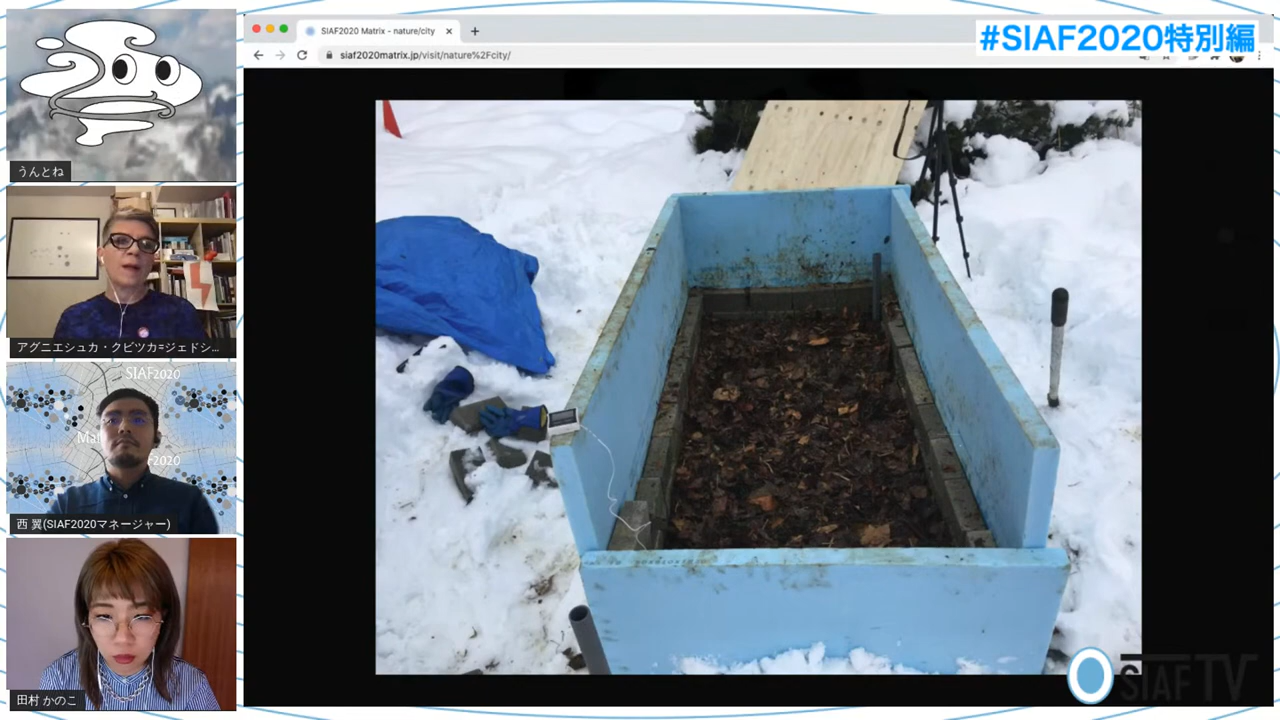 SIAF2020 Matrix - nature/city
siaf2020matrix.jp/visit/nature%2Fcity/
#SIAF2020特別編
うんとね
アグニエシュカ・クビツカ=ジェドシ...
SIAF2020
西 翼(SIAF2020マネージャー)
田村 かのこ
SIAF TV